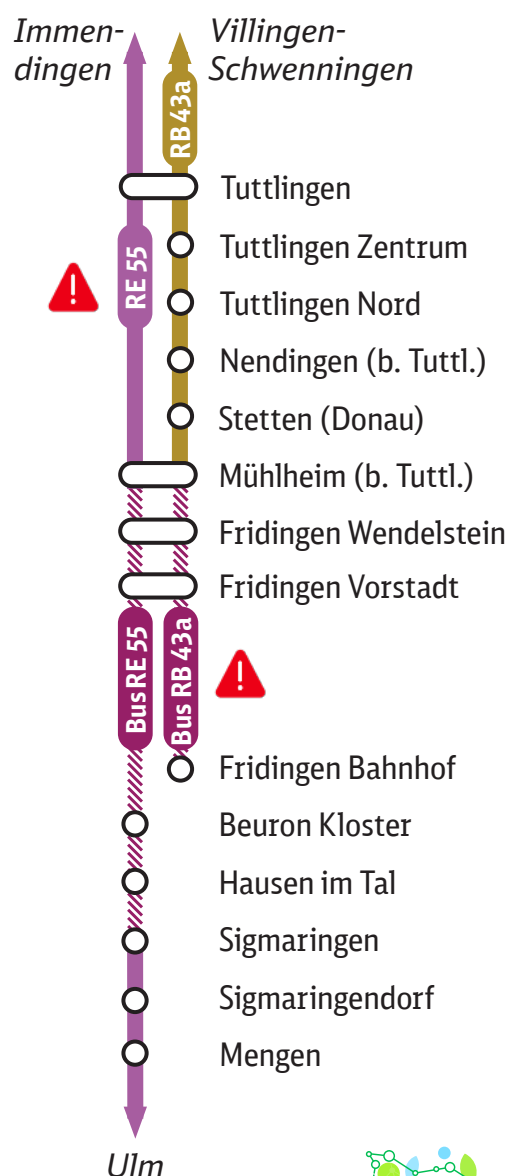 Immen-
dingen
Villingen-
Schwenningen
RB 43a
Tuttlingen
RE 55
Tuttlingen Zentrum
Tuttlingen Nord
Nendingen (b. Tuttl.)
Stetten (Donau)
Mühlheim (b. Tuttl.)
Fridingen Wendelstein
Fridingen Vorstadt
Bus RE 55
Bus RB 43a
Fridingen Bahnhof
Beuron Kloster
Hausen im Tal
Sigmaringen
Sigmaringendorf
Mengen
Ulm